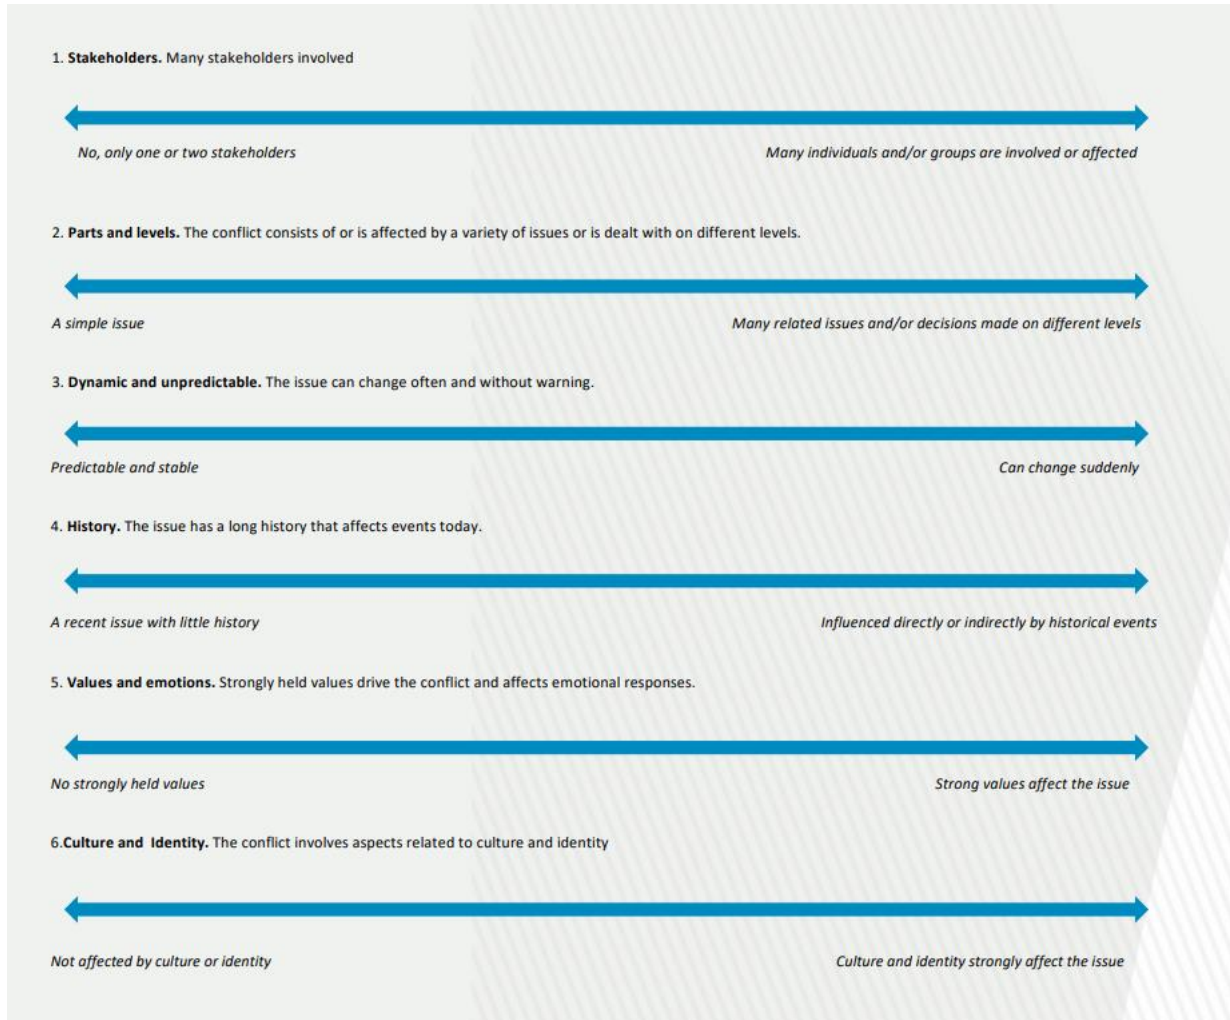 1. Stakeholders. Many stakeholders involved
No, only one or two stakeholders
Many individuals and/or groups are involved or affected
2. Parts and levels. The conflict consists of or is affected by a variety of issues or is dealt with on different levels.
A simple issue
Many related issues and/or decisions made on different levels
3. Dynamic and unpredictable. The issue can change often and without warning.
Predictable and stable
Can change suddenly
4. History. The issue has a long history that affects events today.
A recent issue with little history
Influenced directly or indirectly by historical events
5. Values and emotions. Strongly held values drive the conflict and affects emotional responses.
No strongly held values
Strong values affect the issue
6.Culture and  Identity. The conflict involves aspects related to culture and identity
Not affected by culture or identity
Culture and identity strongly affect the issue